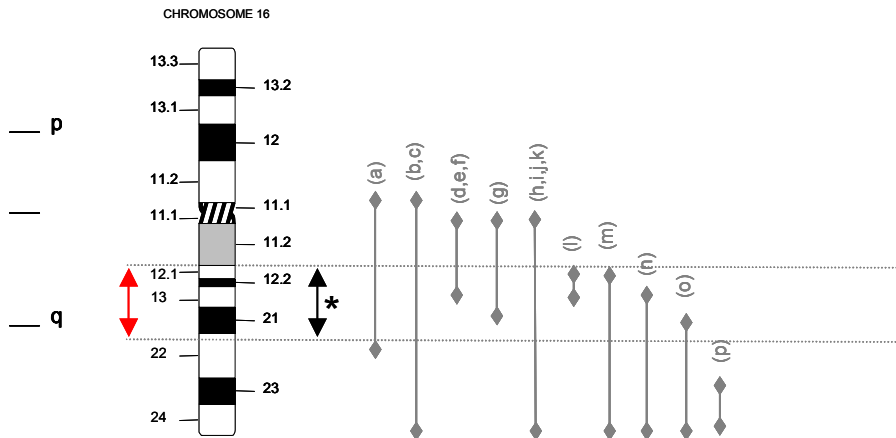 CHROMOSOME 16
13.3
13.2
13.1
p
12
11.2
11.1
11.1
11.2
12.1
12.2
13
*
q
21
22
23
24
(a)
(b,c)
(d,e,f)
(g)
(h,i,j,k)
(l)
(m)
(n)
(o)
(p)